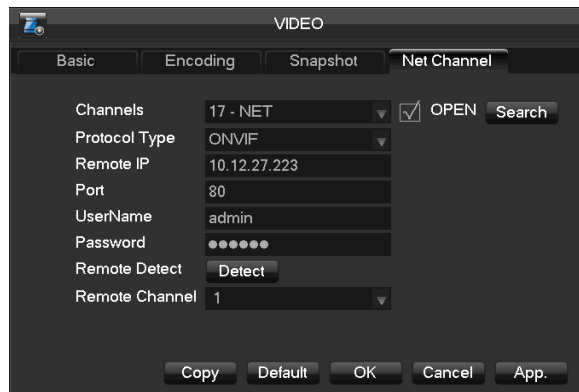 VIDEO
Basic Encoding Snapshot Net Channel
Channels 17 - NET OPEN Search
Protocol Type ONVIF
Remote IP 10.12.27.223
Port 80
UserName admin
Password ●●●●●●
Remote Detect Detect
Remote Channel 1
Copy Default OK Cancel App.